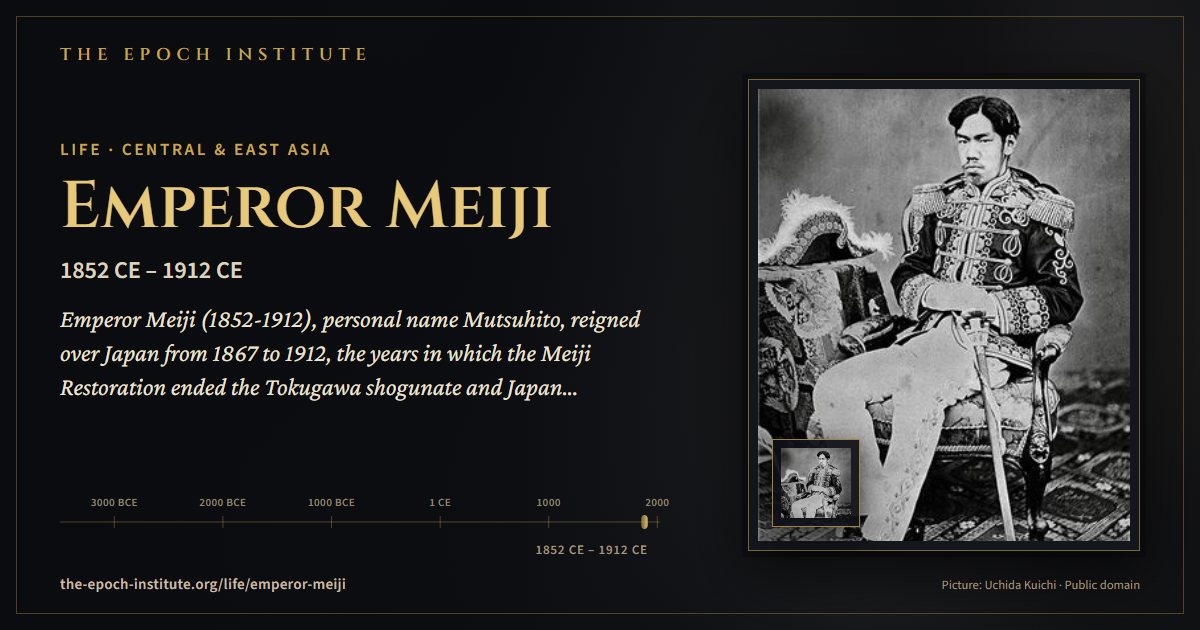 THE EPOCH INSTITUTE
LIFE · CENTRAL & EAST ASIA
EMPEROR MEIJI
1852 CE – 1912 CE
Emperor Meiji (1852-1912), personal name Mutsuhito, reigned
over Japan from 1867 to 1912, the years in which the Meiji
Restoration ended the Tokugawa shogunate and Japan...
3000 BCE 2000 BCE 1000 BCE 1 CE 1000 2000
1852 CE – 1912 CE
the-epoch-institute.org/life/emperor-meiji
Picture: Uchida Kuichi · Public domain